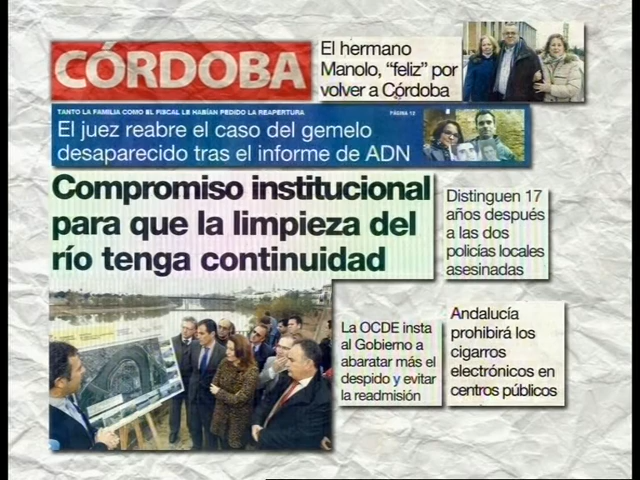 CÓRDOBA
El hermano
Manolo, “feliz” por
volver a Córdoba
TANTO LA FAMILIA COMO EL FISCAL LE HABÍAN PEDIDO LA REAPERTURA
PÁGINA 12
El juez reabre el caso del gemelo
desaparecido tras el informe de ADN
Compromiso institucional
para que la limpieza del
río tenga continuidad
Distinguen 17
años después
a las dos
policías locales
asesinadas
La OCDE insta
al Gobierno a
abaratar más el
despido y evitar
la readmisión
Andalucía
prohibirá los
cigarros
electrónicos en
centros públicos